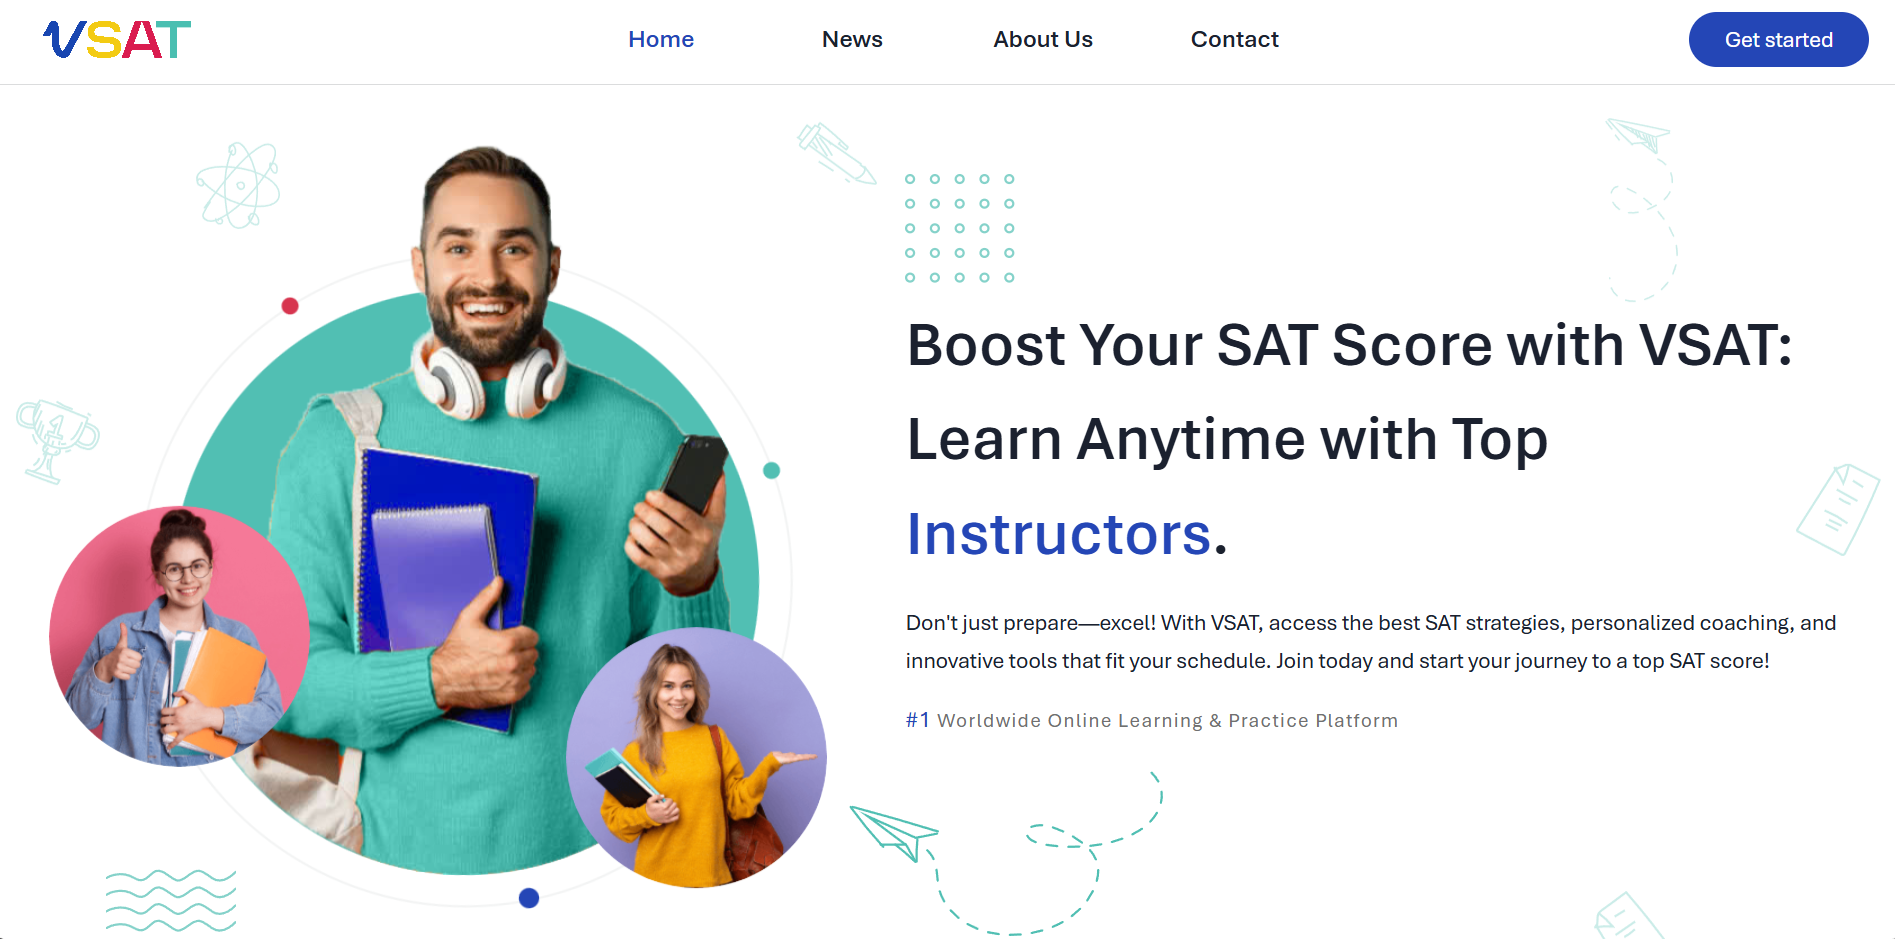 VSAT
Home
News
About Us
Contact
Get started
1
Boost Your SAT Score with VSAT:
Learn Anytime with Top
Instructors.
Don't just prepare—excel! With VSAT, access the best SAT strategies, personalized coaching, and
innovative tools that fit your schedule. Join today and start your journey to a top SAT score!
#1 Worldwide Online Learning & Practice Platform